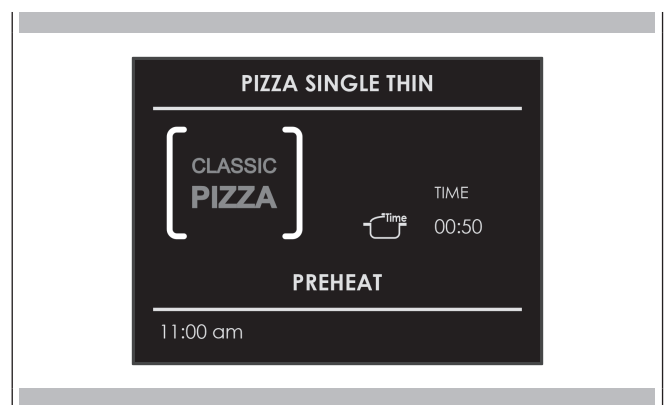 PIZZA SINGLE THIN
CLASSIC
PIZZA
TIME
Time
00:50
PREHEAT
11:00 am